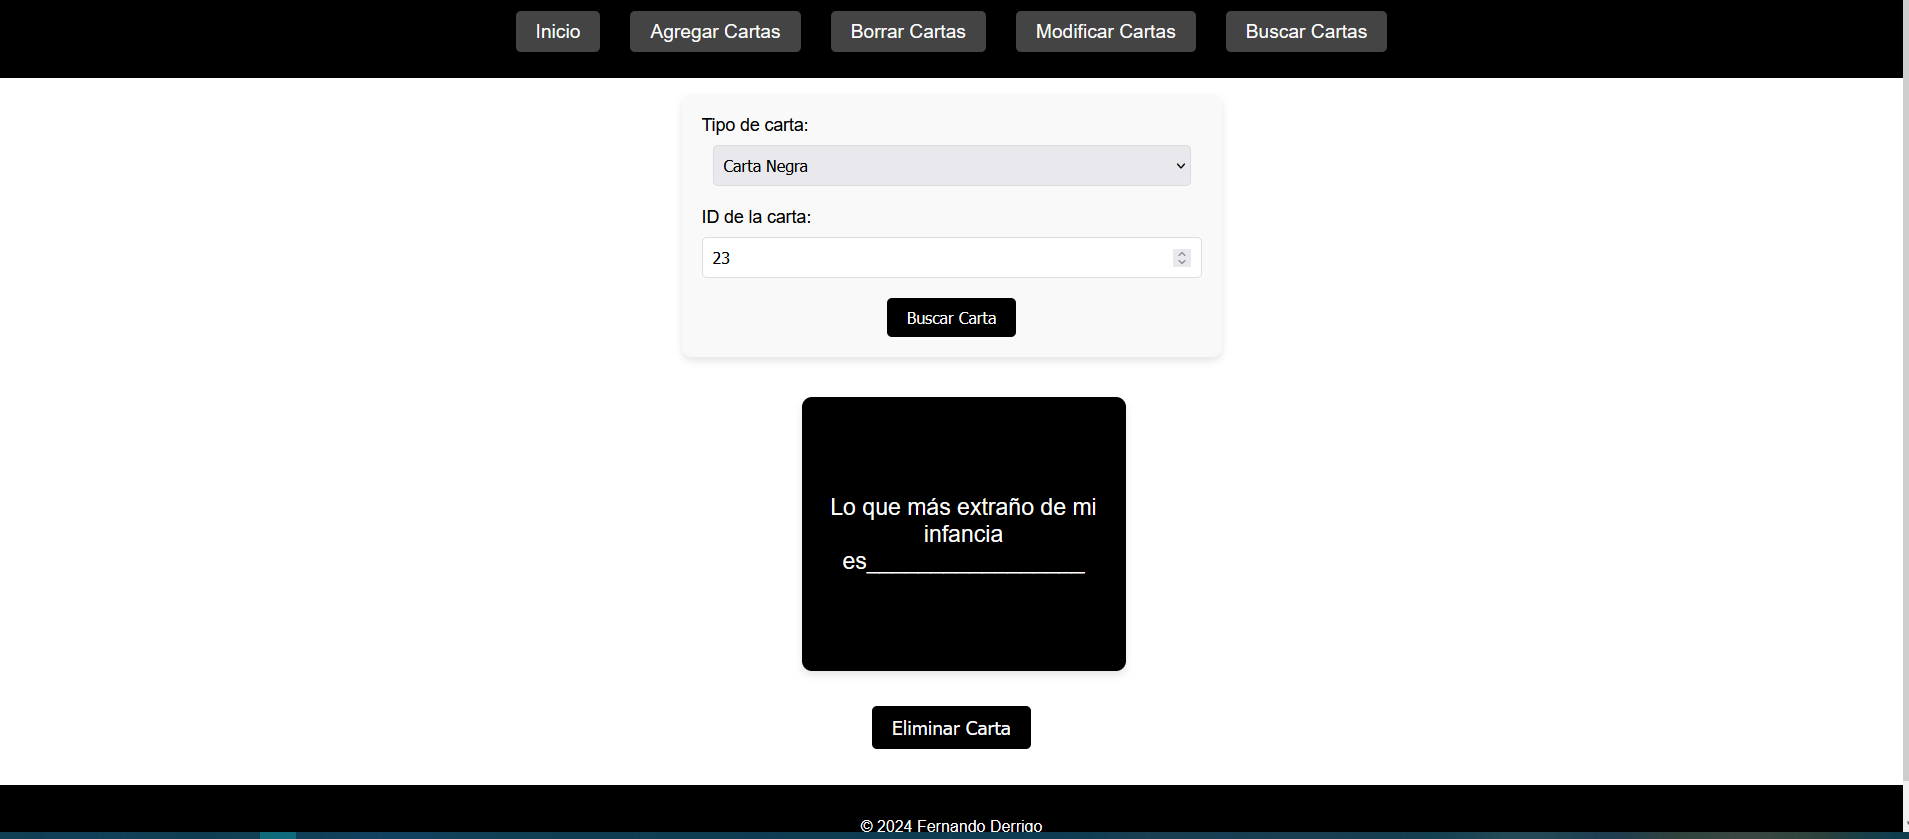 Inicio Agregar Cartas Borrar Cartas Modificar Cartas Buscar Cartas
Tipo de carta:
Carta Negra
ID de la carta:
23
Buscar Carta
Lo que más extraño de mi
infancia
es_________________
Eliminar Carta
© 2024 Fernando Derrigo